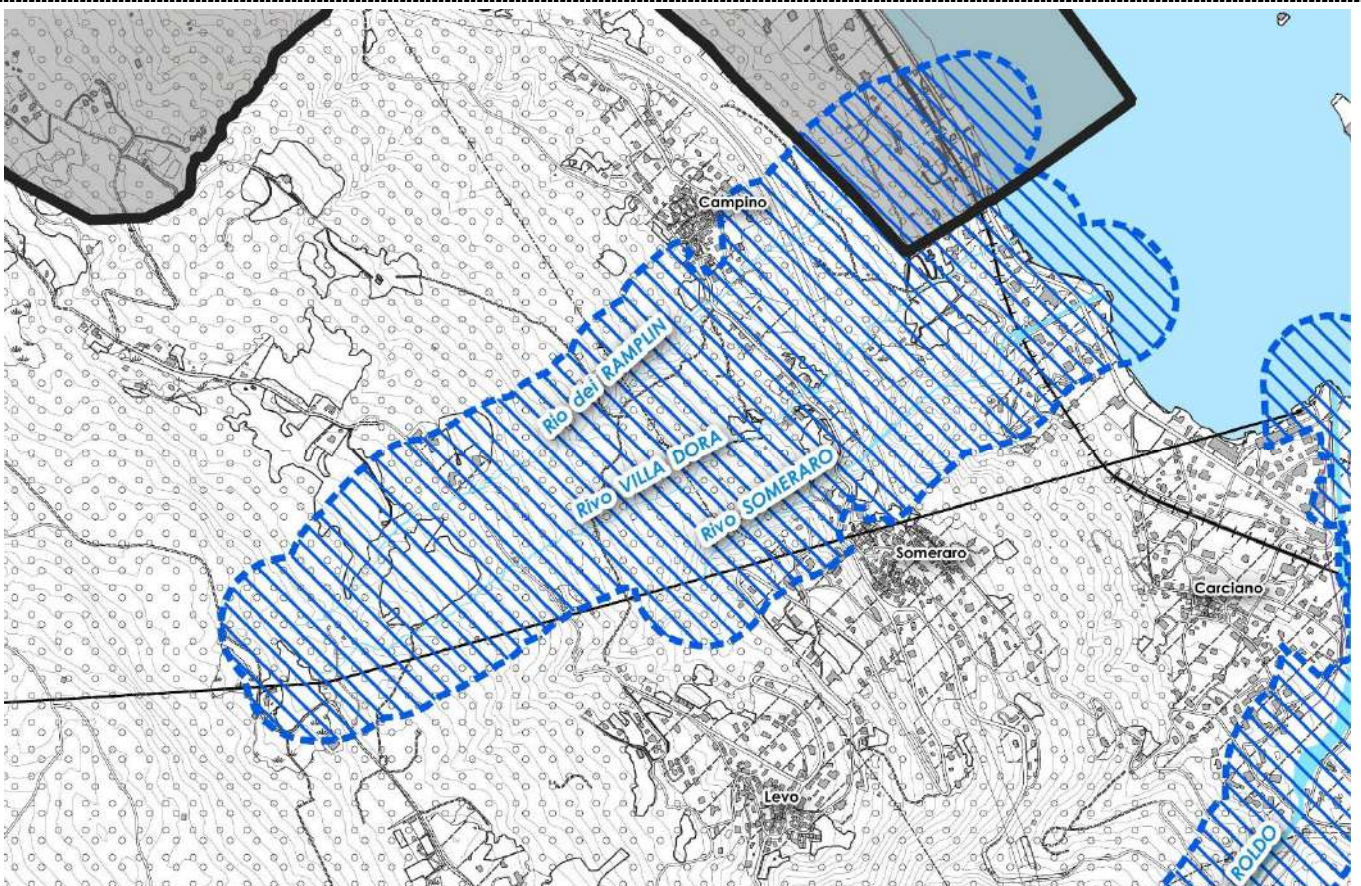 Campino
Rio dei RAMPLIN
Rivo VILLA DORA
Rivo SOMERARO
Someraro
Carciano
Levo
ROLDO